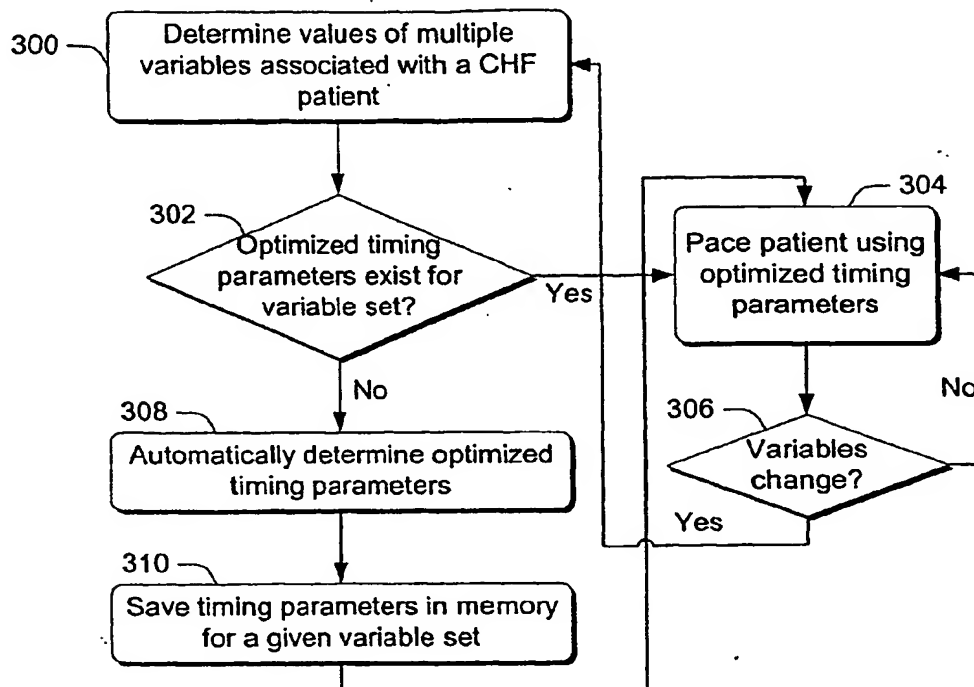 300
Determine values of multiple
variables associated with a CHF
patient
302
Optimized timing
parameters exist for
variable set?
Yes
304
Pace patient using
optimized timing
parameters
No
306
Variables
change?
Yes
No
308
Automatically determine optimized
timing parameters
310
Save timing parameters in memory
for a given variable set